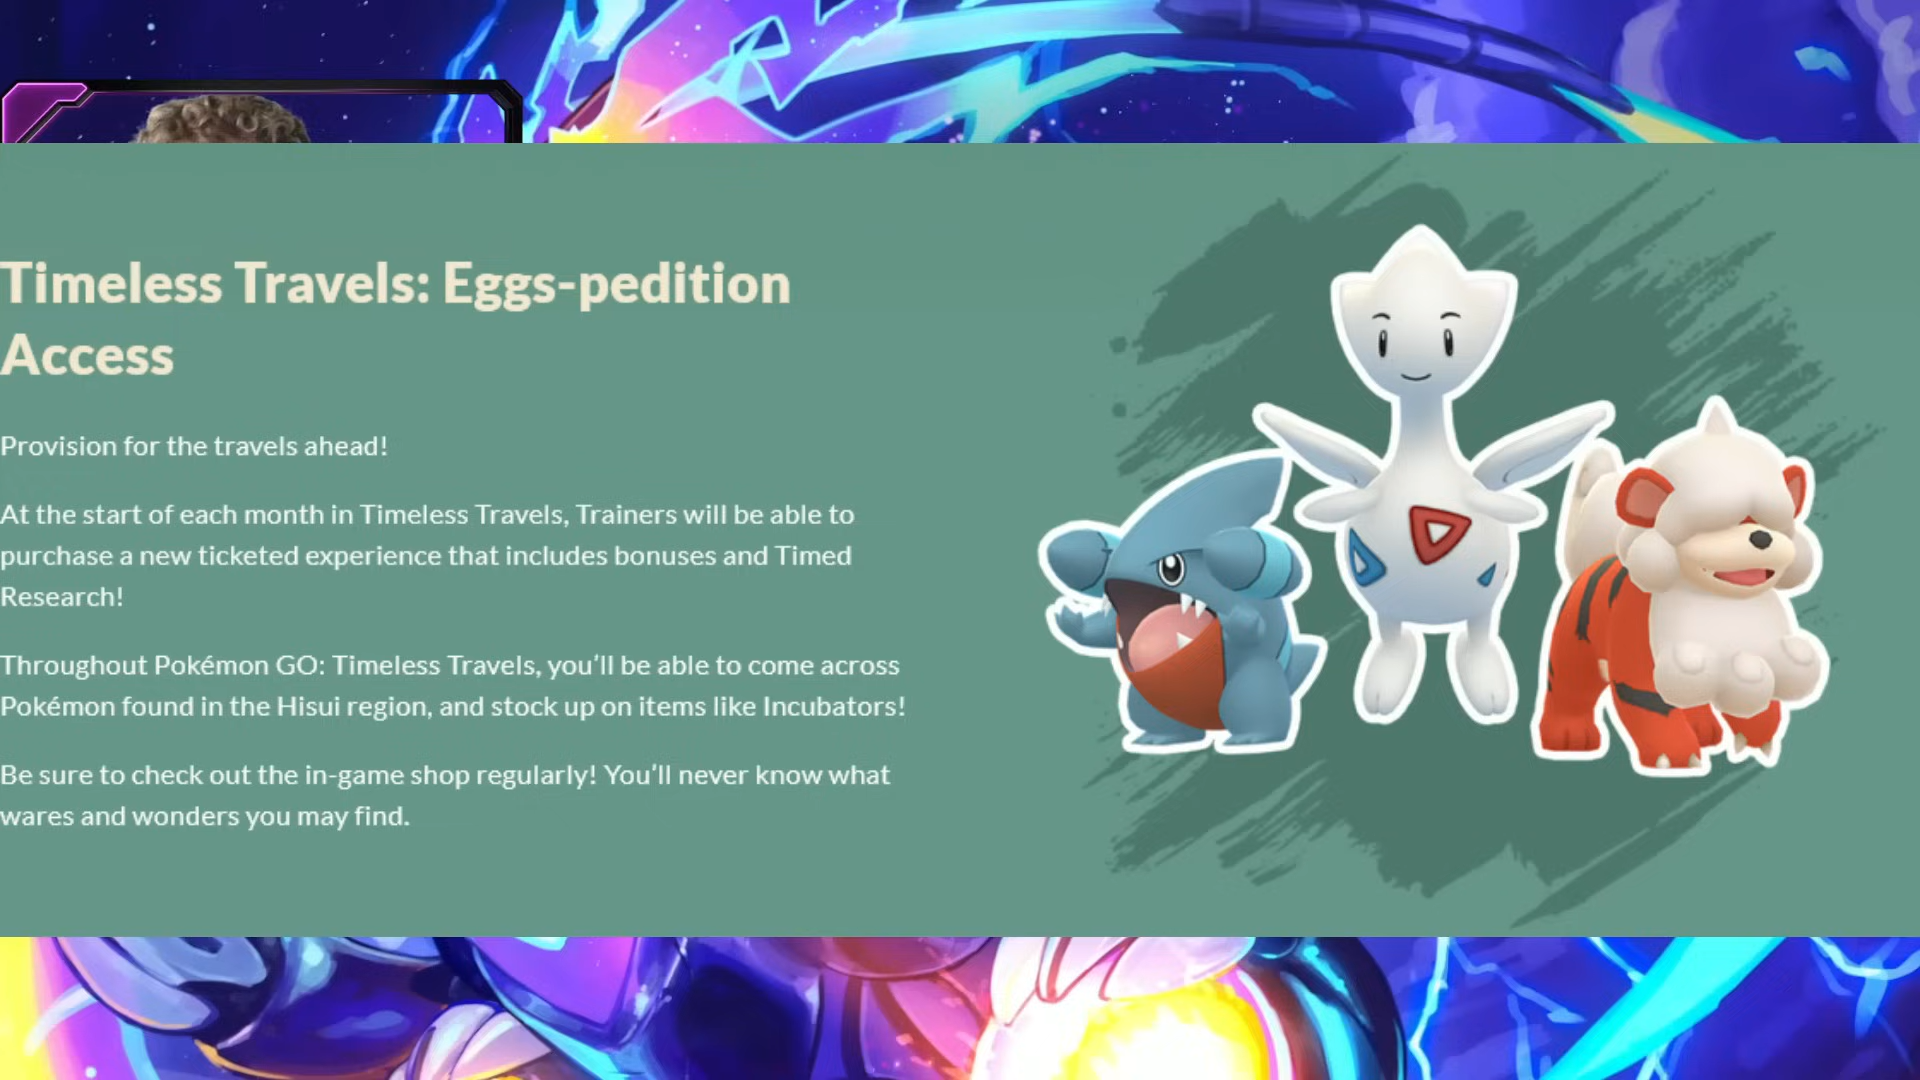 Timeless Travels: Eggs-pedition
Access
Provision for the travels ahead!
At the start of each month in Timeless Travels, Trainers will be able to
purchase a new ticketed experience that includes bonuses and Timed
Research!
Throughout Pokémon GO: Timeless Travels, you’ll be able to come across
Pokémon found in the Hisui region, and stock up on items like Incubators!
Be sure to check out the in-game shop regularly! You’ll never know what
wares and wonders you may find.